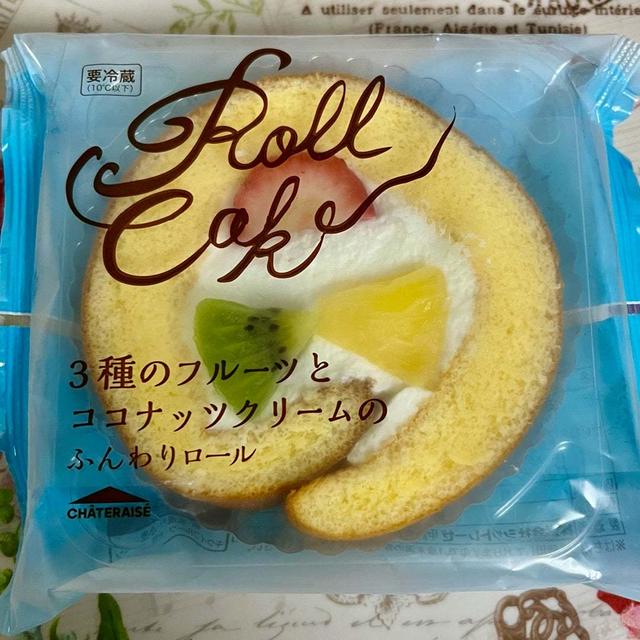 A utiliser seulement dans le
(France, Algérie et Tunisie)
要冷蔵
(10℃以下)
Roll
Cake
3種のフルーツと
ココナッツクリームの
ふんわりロール
CHÂTERAISÉ